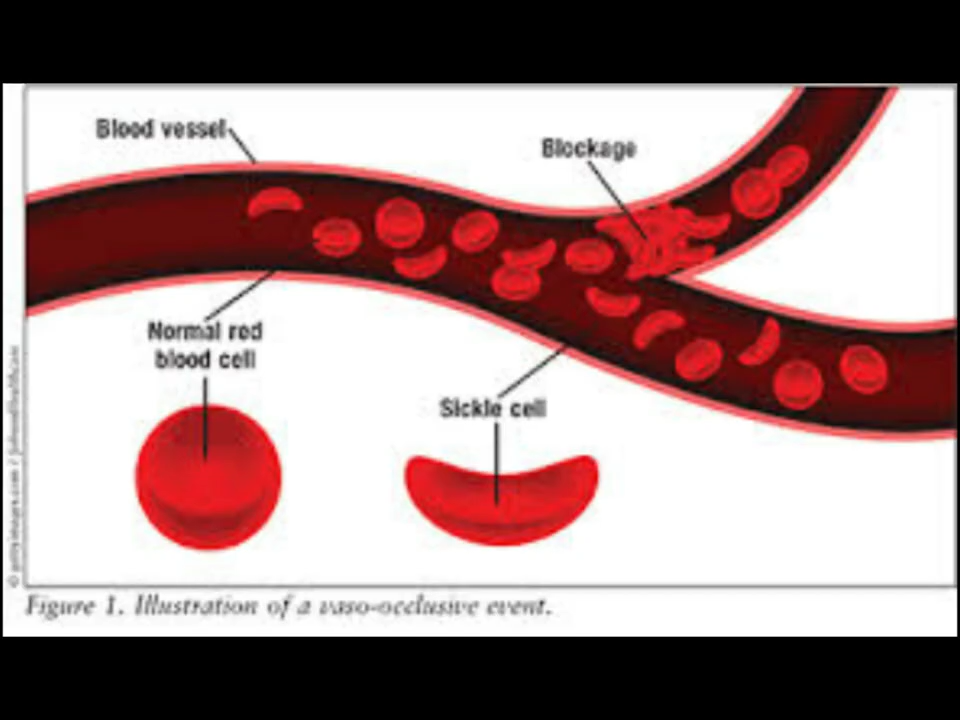 Blood vessel
Blockage
Normal red
blood cell
Sickle cell
Figure 1. Illustration of a vaso-occlusive event.